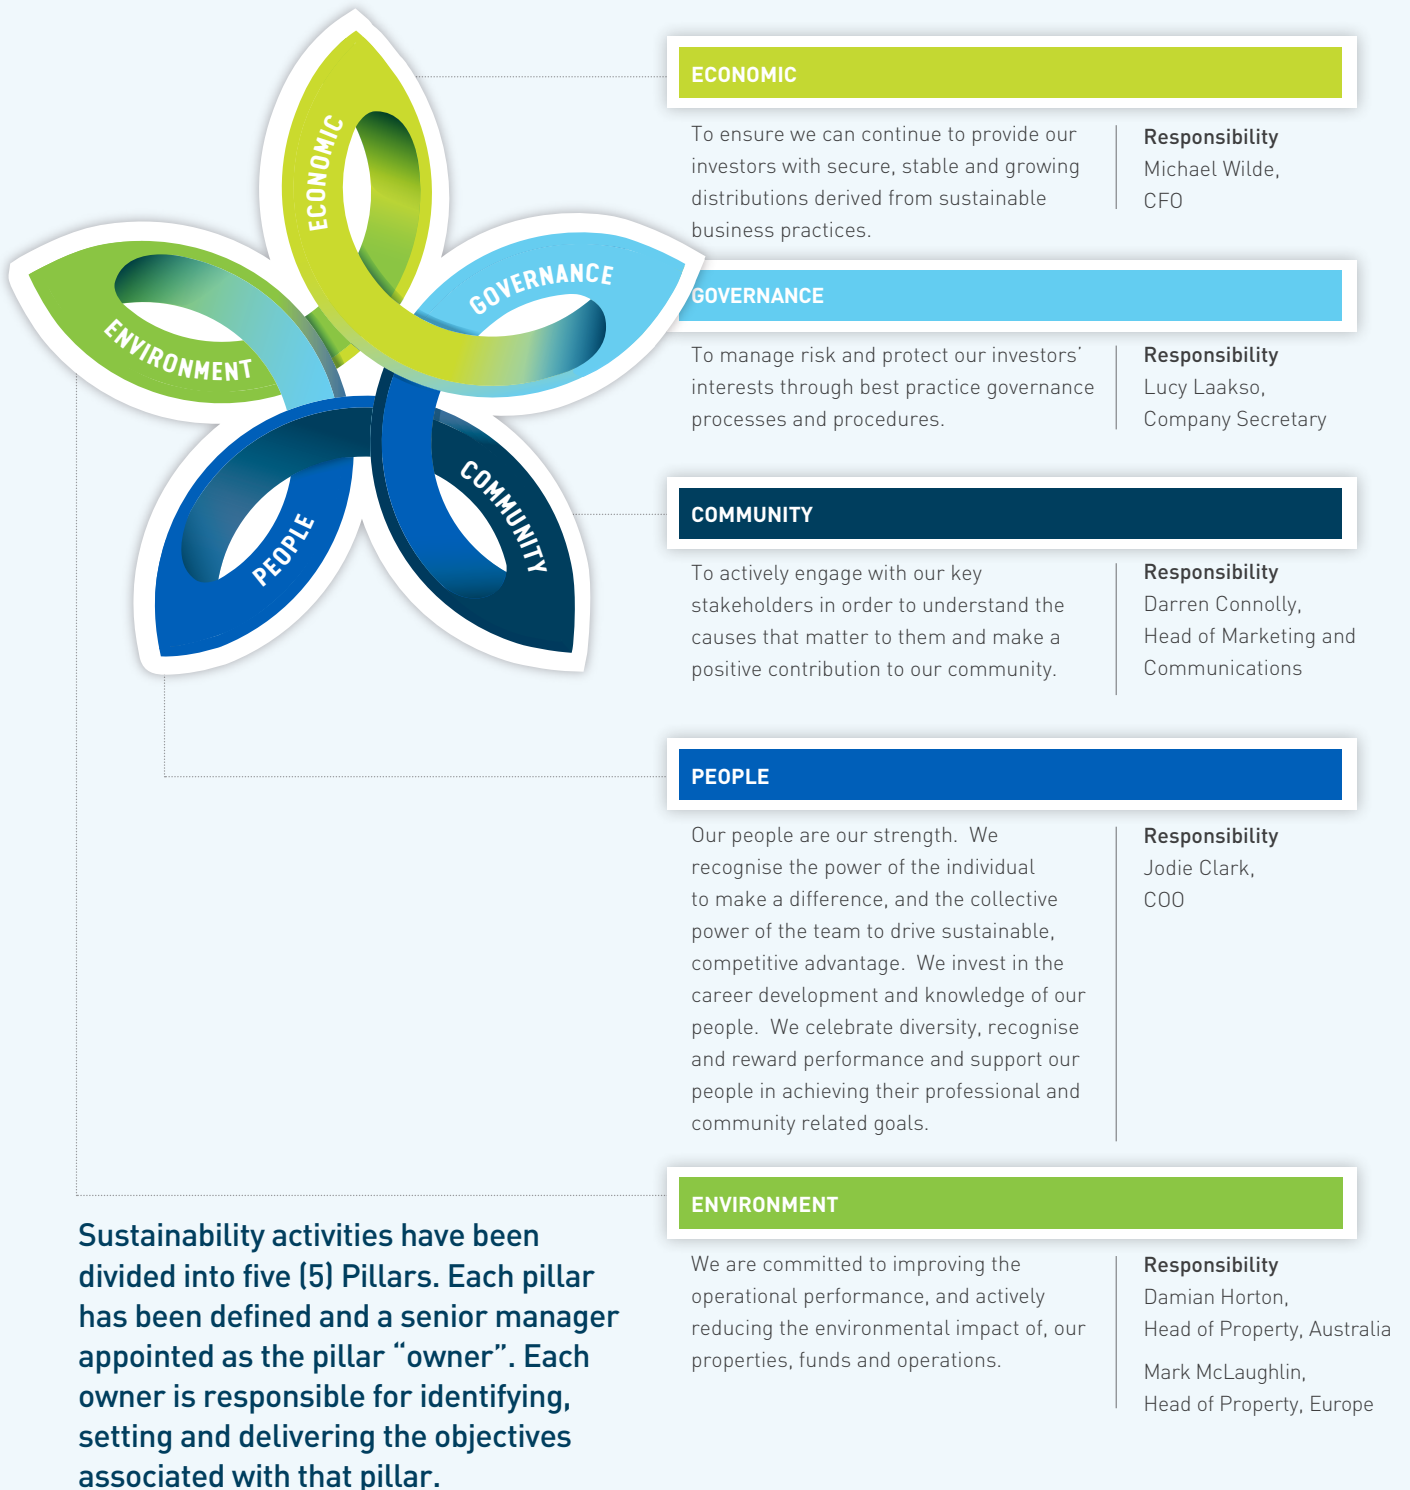 ECONOMIC
GOVERNANCE
ENVIRONMENT
COMMUNITY
PEOPLE
ECONOMIC
To ensure we can continue to provide our
investors with secure, stable and growing
distributions derived from sustainable
business practices.
Responsibility
Michael Wilde,
CFO
GOVERNANCE
To manage risk and protect our investors'
interests through best practice governance
processes and procedures.
Responsibility
Lucy Laakso,
Company Secretary
COMMUNITY
To actively engage with our key
stakeholders in order to understand the
causes that matter to them and make a
positive contribution to our community.
Responsibility
Darren Connolly,
Head of Marketing and
Communications
PEOPLE
Our people are our strength.  We
recognise the power of the individual
to make a difference, and the collective
power of the team to drive sustainable,
competitive advantage.  We invest in the
career development and knowledge of our
people.  We celebrate diversity, recognise
and reward performance and support our
people in achieving their professional and
community related goals.
Responsibility
Jodie Clark,
COO
ENVIRONMENT
We are committed to improving the
operational performance, and actively
reducing the environmental impact of, our
properties, funds and operations.
Responsibility
Damian Horton,
Head of Property, Australia
Mark McLaughlin,
Head of Property, Europe
Sustainability activities have been
divided into five (5) Pillars. Each pillar
has been defined and a senior manager
appointed as the pillar “owner”. Each
owner is responsible for identifying,
setting and delivering the objectives
associated with that pillar.